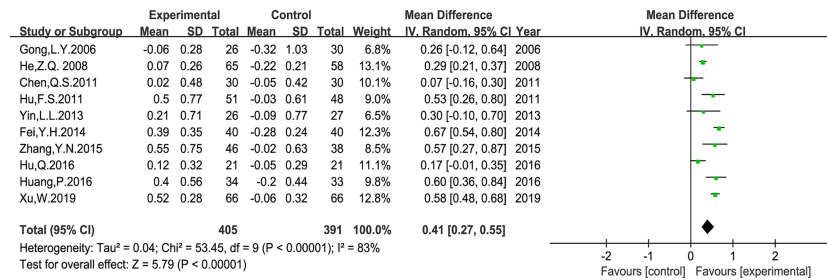 Experimental Control Mean Difference Mean Difference
Study or Subgroup Mean SD Total Mean SD Total Weight IV. Random. 95% CI Year IV. Random. 95% CI
Gong,L.Y.2006 -0.06 0.28 26 -0.32 1.03 30 6.8% 0.26 [-0.12, 0.64] 2006
He,Z.Q. 2008 0.07 0.26 65 -0.22 0.21 58 13.3% 0.29 [0.21, 0.37] 2008
Chen,Q.S.2011 0.02 0.48 30 -0.05 0.42 30 10.0% 0.07 [-0.16, 0.30] 2011
Hu,F.S.2011 0.5 0.77 51 -0.03 0.61 48 9.0% 0.53 [0.26, 0.80] 2011
Yin,L.L.2013 0.21 0.71 26 -0.09 0.77 27 6.5% 0.30 [-0.10, 0.70] 2013
Fei,Y.H.2014 0.39 0.35 40 -0.28 0.24 40 12.4% 0.67 [0.54, 0.80] 2014
Zhang,Y.N.2015 0.55 0.75 46 -0.02 0.63 38 8.5% 0.57 [0.27, 0.87] 2015
Hu,Q.2016 0.12 0.32 21 -0.05 0.29 21 11.0% 0.17 [-0.01, 0.35] 2016
Huang,P.2016 0.4 0.56 34 -0.2 0.44 33 9.8% 0.60 [0.36, 0.84] 2016
Xu,W.2019 0.52 0.28 66 -0.06 0.32 66 12.8% 0.58 [0.48, 0.68] 2019
Total (95% CI) 405 391 100.0% 0.41 [0.27, 0.55]
Heterogeneity: Tau² = 0.04; Chi² = 53.45, df = 9 (P < 0.00001); I² = 83%
Test for overall effect: Z = 5.79 (P < 0.00001)
-2 -1 0 1 2
Favours [control] Favours [experimental]